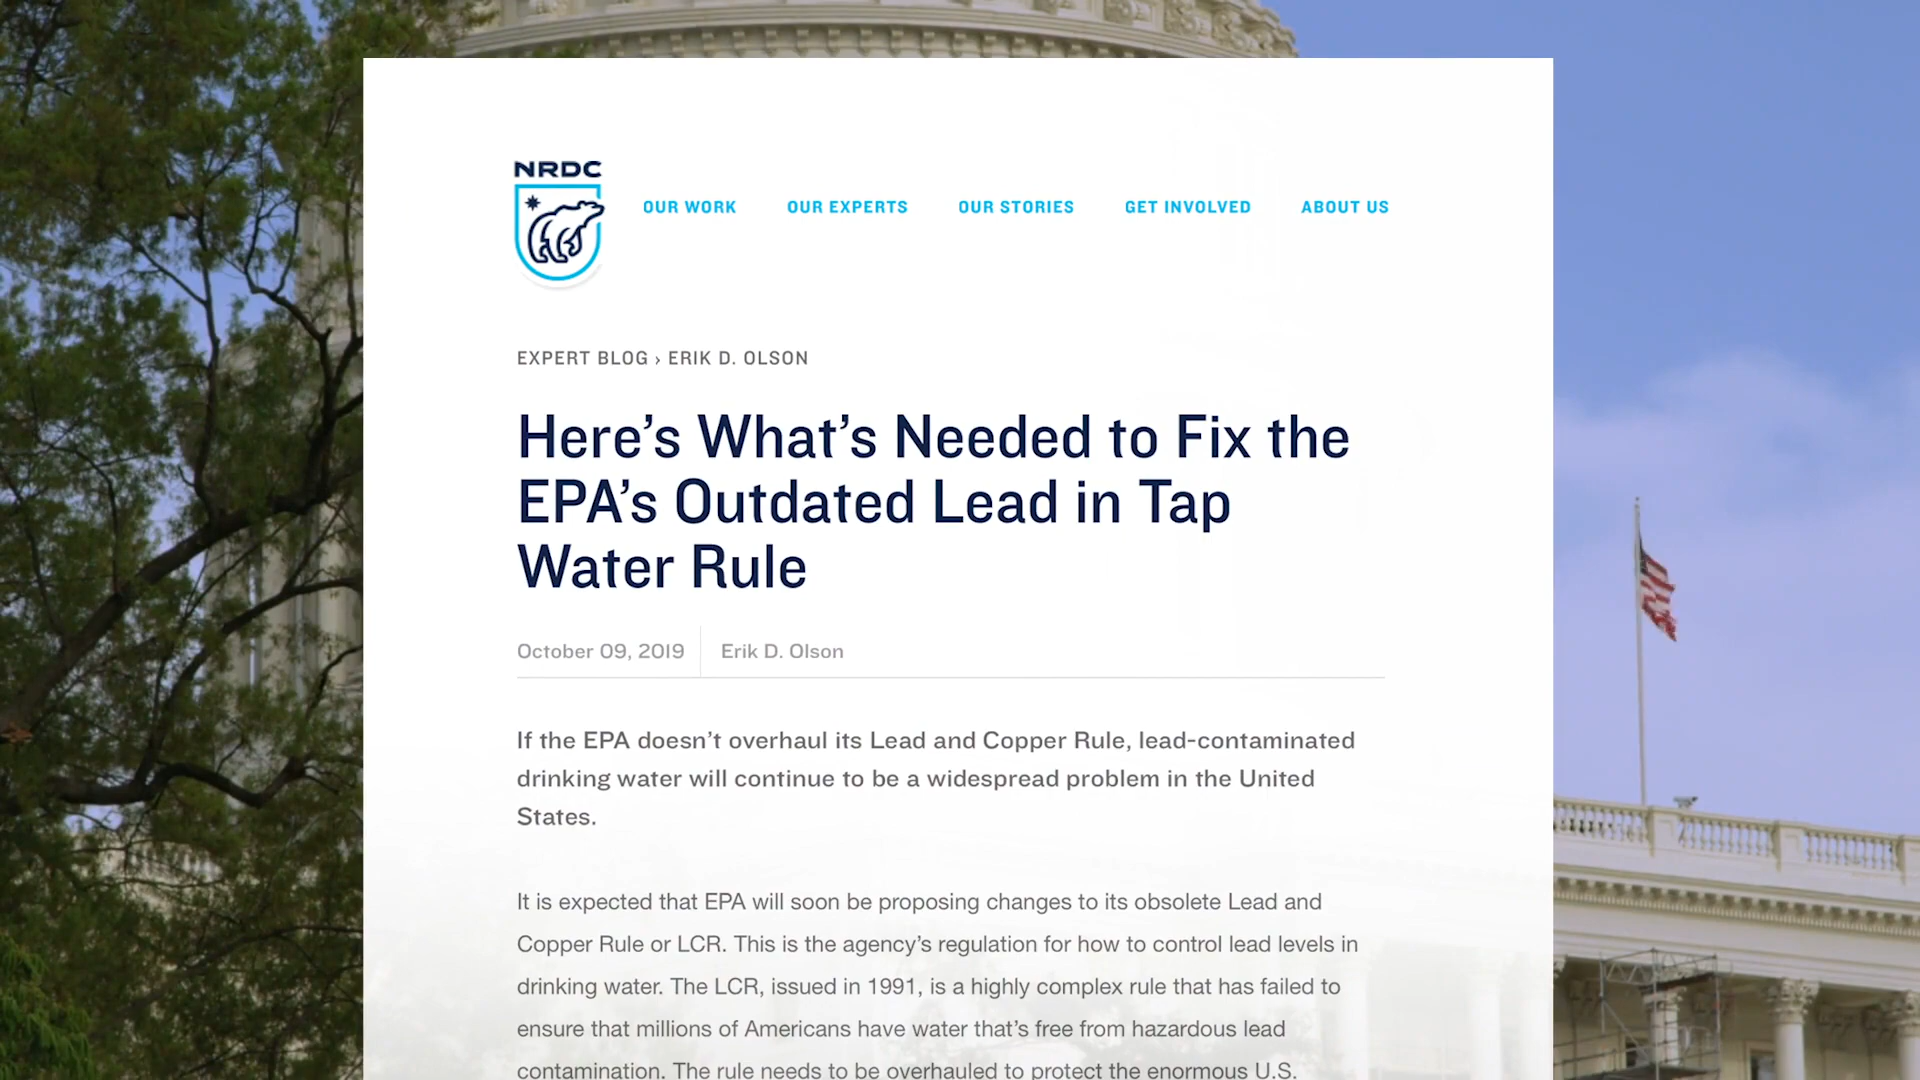 NRDC
OUR WORK OUR EXPERTS OUR STORIES GET INVOLVED ABOUT US
EXPERT BLOG › ERIK D. OLSON
Here’s What’s Needed to Fix the
EPA’s Outdated Lead in Tap
Water Rule
October 09, 2019 Erik D. Olson
If the EPA doesn’t overhaul its Lead and Copper Rule, lead-contaminated
drinking water will continue to be a widespread problem in the United
States.
It is expected that EPA will soon be proposing changes to its obsolete Lead and
Copper Rule or LCR. This is the agency’s regulation for how to control lead levels in
drinking water. The LCR, issued in 1991, is a highly complex rule that has failed to
ensure that millions of Americans have water that’s free from hazardous lead
contamination. The rule needs to be overhauled to protect the enormous U.S.